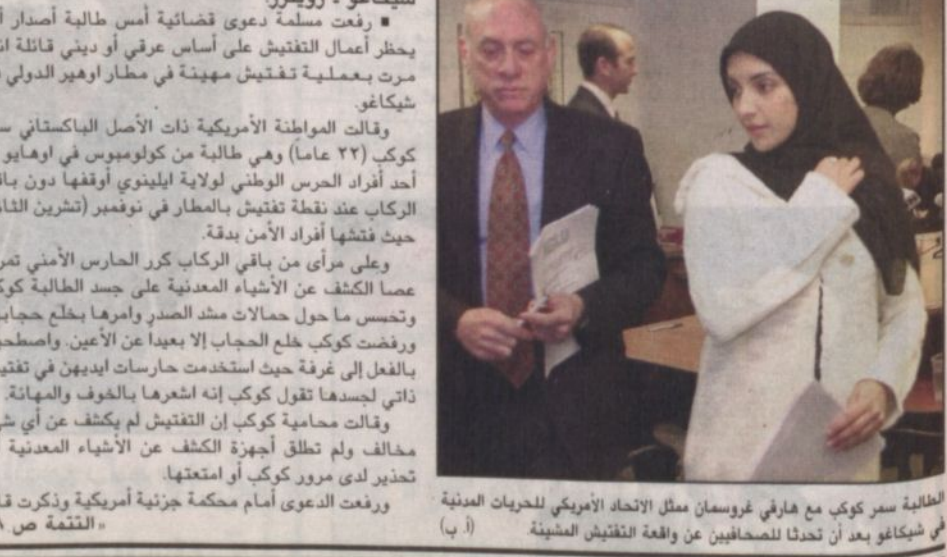 شيكاغو ـ رويترز:
■ رفعت مسلمة دعوى قضائية أمس طالبة أصدار
يحظر أعمال التفتيش على أساس عرقي أو ديني قائلة
مرت بعملية تفتيش مهينة في مطار اوهير الدولي
شيكاغو.
وقالت المواطنة الأمريكية ذات الأصل الباكستاني
كوكب (٢٢ عاماً) وهي طالبة من كولومبوس في اوهايو
أحد أفراد الحرس الوطني لولاية ايلينوي أوقفها دون
الركاب عند نقطة تفتيش بالمطار في نوفمبر (تشرين
حيث فتشها أفراد الأمن بدقة.
وعلى مرأى من باقي الركاب كرر الحارس الأمني
عصا الكشف عن الأشياء المعدنية على جسد الطالبة
وتحسس ما حول حمالات مشد الصدر وامرها بخلع
ورفضت كوكب خلع الحجاب إلا بعيدا عن الأعين.
بالفعل إلى غرفة حيث استخدمت حارسات ايديهن في
ذاتي لجسدها تقول كوكب إنه اشعرها بالخوف والمهانة.
وقالت محامية كوكب إن التفتيش لم يكشف عن أي
مخالف ولم تطلق أجهزة الكشف عن الأشياء المعدنية
تحذير لدى مرور كوكب أو امتعتها.
ورفعت الدعوى أمام محكمة جزئية أمريكية وذكرت
«التتمة ص
الطالبة سمر كوكب مع هارفي غروسمان ممثل الاتحاد الأمريكي للحريات المدنية
في شيكاغو بعد أن تحدثا للصحافيين عن واقعة التفتيش المشينة (أ. ب)